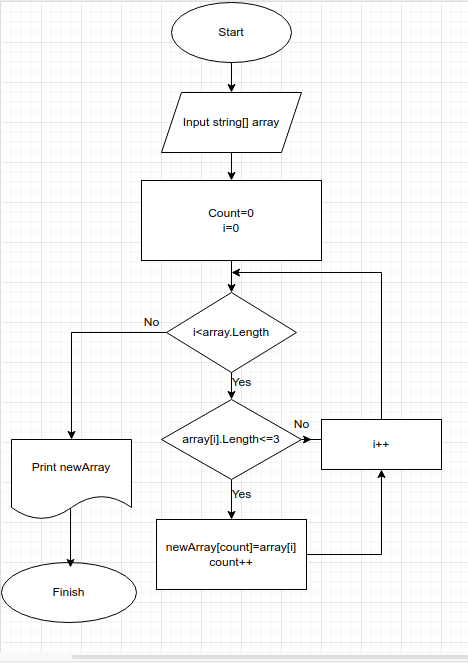 Start
Input string[] array
Count=0
i=0
i<array.Length
No
Yes
array[i].Length<=3
No
i++
Yes
Print newArray
newArray[count]=array[i]
count++
Finish